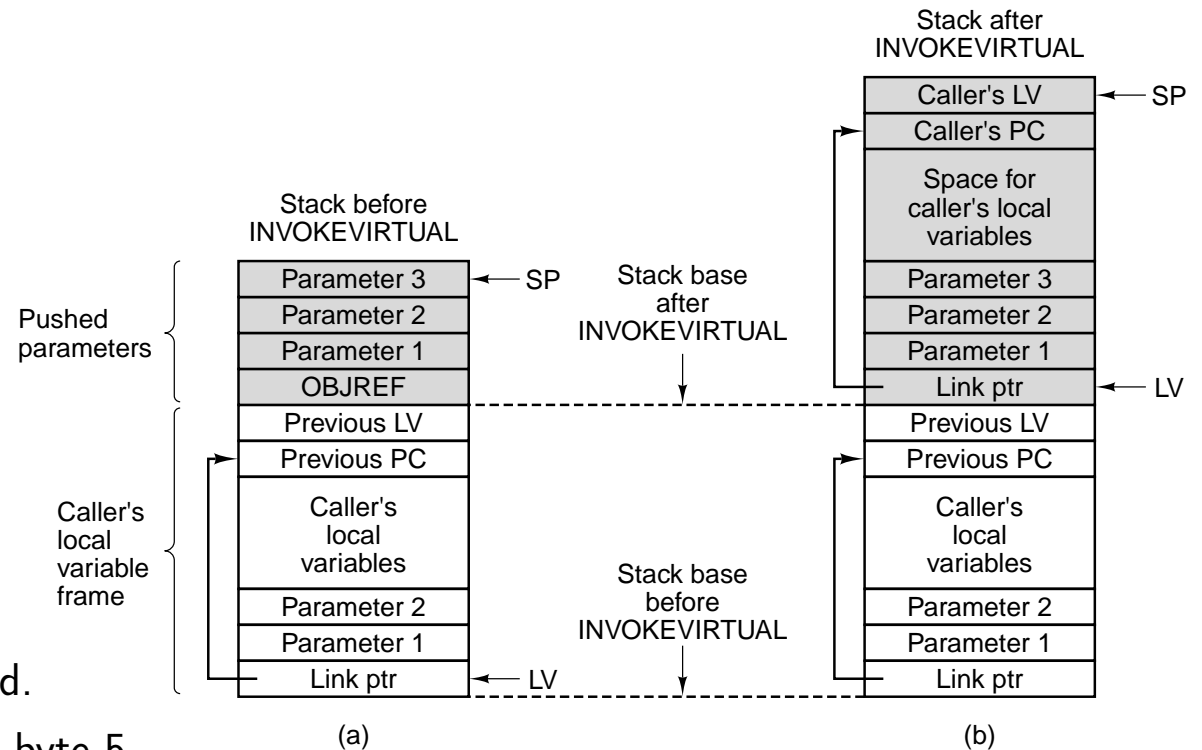 Stack after
INVOKEVIRTUAL
Caller's LV
SP
Caller's PC
Space for
caller's local
variables
Stack before
INVOKEVIRTUAL
Pushed
parameters
Parameter 3
SP
Parameter 2
Parameter 1
OBJREF
Stack base
after
INVOKEVIRTUAL
Parameter 3
Parameter 2
Parameter 1
Link ptr
LV
Caller's
local
variable
frame
Previous LV
Previous PC
Caller's
local
variables
Parameter 2
Parameter 1
Link ptr
LV
Stack base
before
INVOKEVIRTUAL
Previous LV
Previous PC
Caller's
local
variables
Parameter 2
Parameter 1
Link ptr
d.
byte 5
(a)
(b)